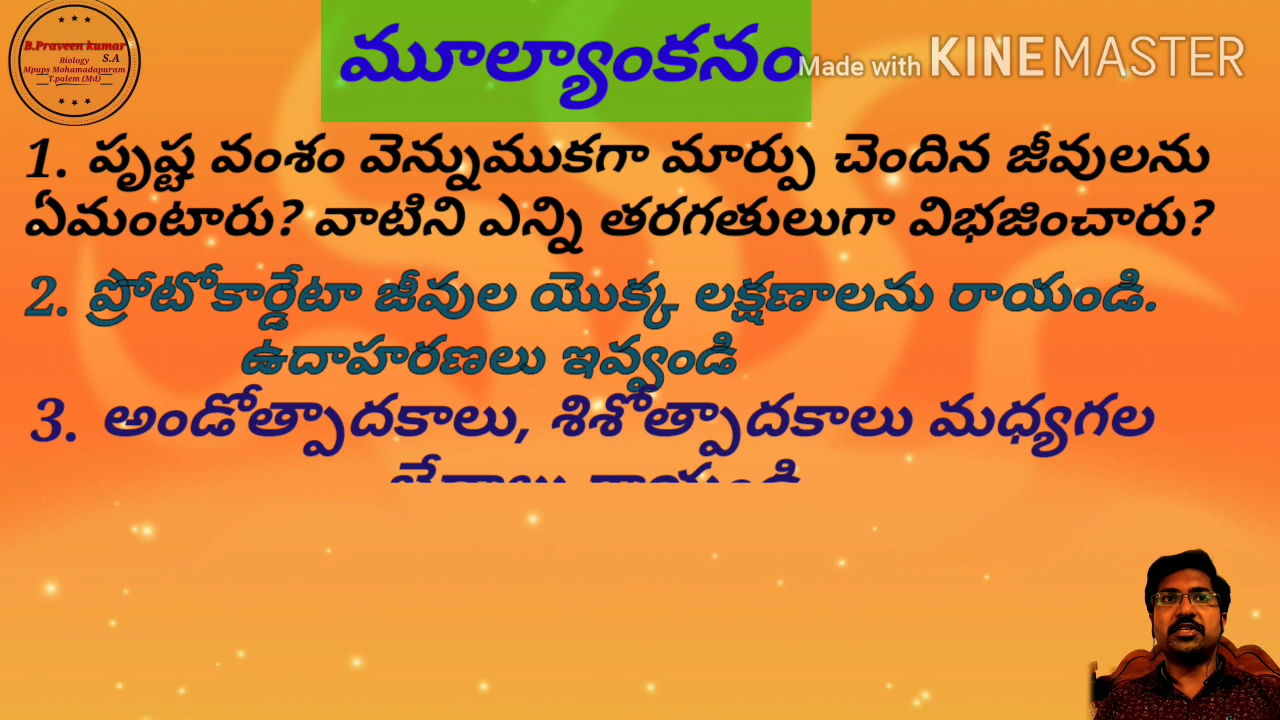 B.Praveen kumar
S.A
Biology
Mpups Mohamadapuram
T.palem (Md)
మూల్యాంకనం
Made with KINEMASTER
1. పృష్ట వంశం వెన్నుముకగా మార్పు చెందిన జీవులను
ఏమంటారు? వాటిని ఎన్ని తరగతులుగా విభజించారు?
2. ప్రోటోకార్డేటా జీవుల యొక్క లక్షణాలను రాయండి.
ఉదాహరణలు ఇవ్వండి
3. అండోత్పాదకాలు, శిశోత్పాదకాలు మధ్యగల